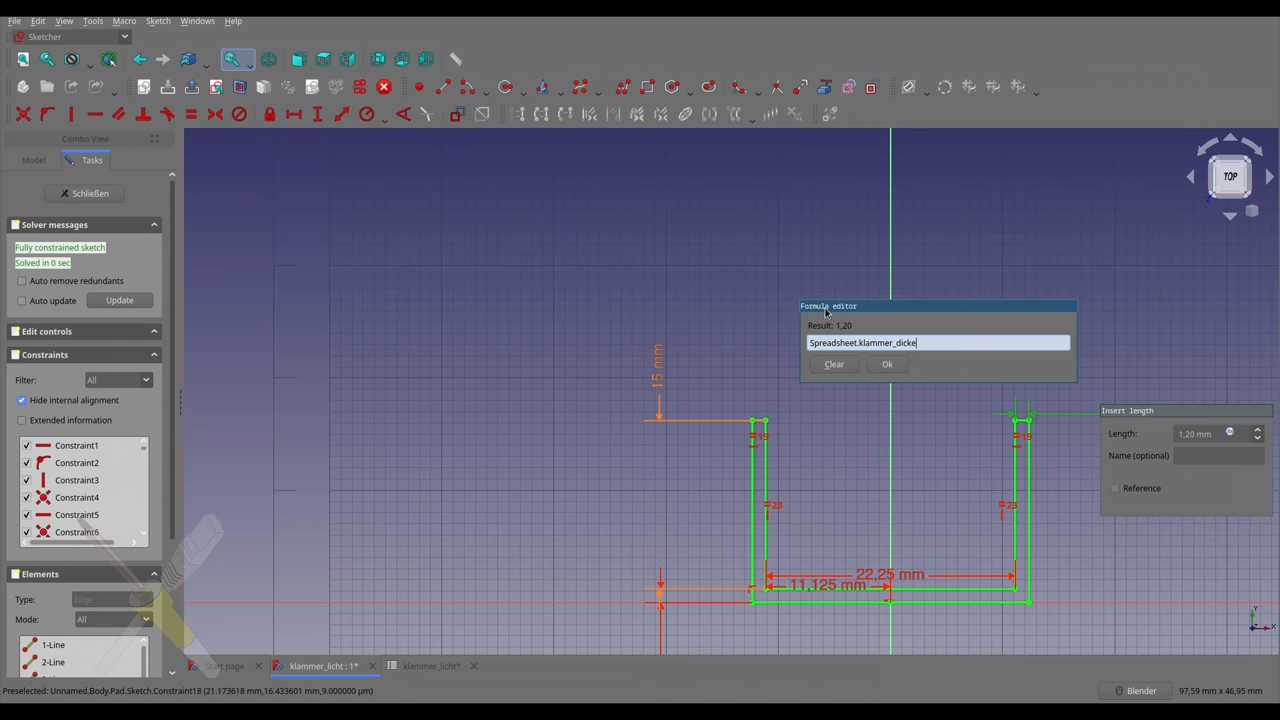 File Edit View Tools Macro Sketch Windows Help
Sketcher
Combo View
Model Tasks
Schließen
Solver messages
Fully constrained sketch
Solved in 0 sec
Auto remove redundants
Auto update Update
Edit controls
Constraints
Filter: All
Hide internal alignment
Extended information
Constraint1
Constraint2
Constraint3
Constraint4
Constraint5
Constraint6
Elements
Type: Edge
Mode: All
1-Line
2-Line
TOP
Formula editor
Result: 1,20
Spreadsheet.klammer_dicke
Clear Ok
15 mm
Insert length
Length: 1,20 mm
Name (optional)
Reference
19 19
23 23
22,25 mm
11,125 mm
Y
Z X
Start page klammer_licht : 1* klammer_licht*
Preselected: Unnamed.Body.Pad.Sketch.Constraint18 (21.173618 mm,16.433601 mm,9.000000 µm) Blender 97,59 mm x 46,95 mm